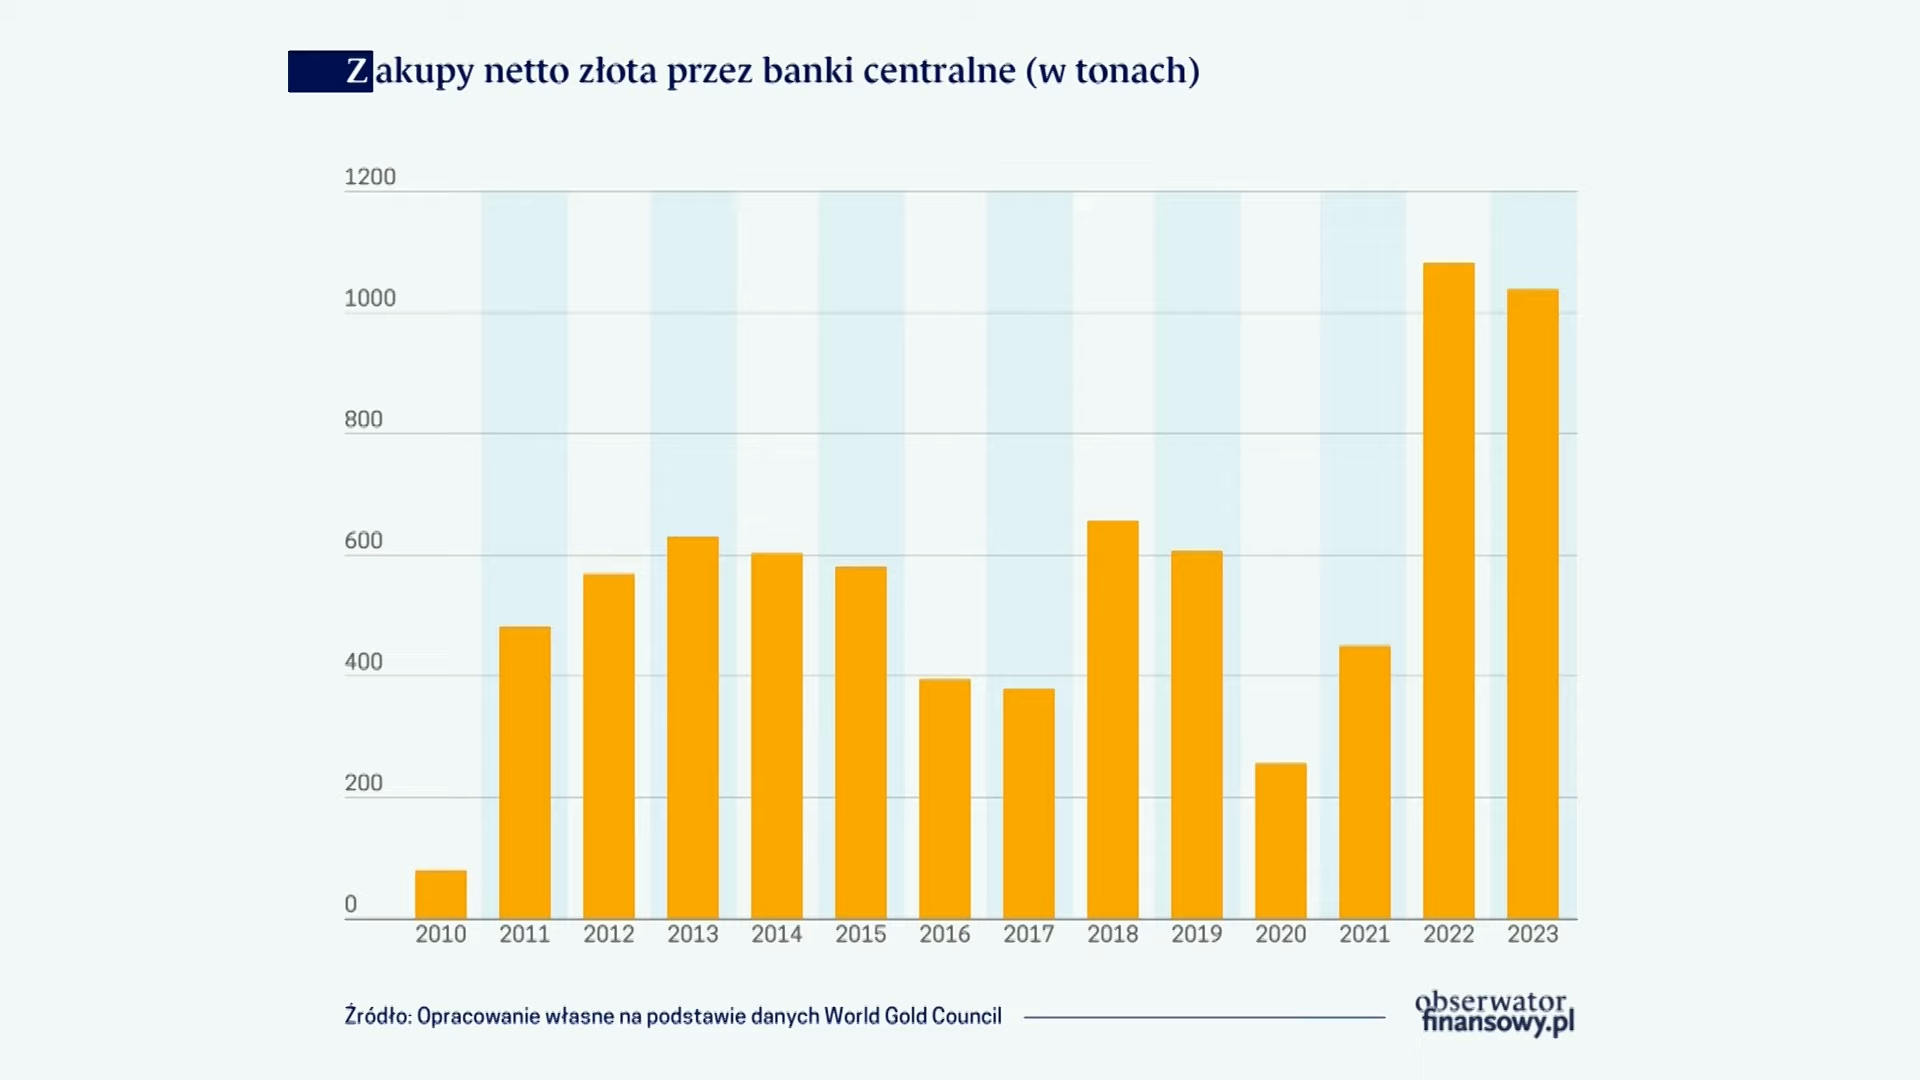 Zakupy netto złota przez banki centralne (w tonach)
1200
1000
800
600
400
200
0
2010 2011 2012 2013 2014 2015 2016 2017 2018 2019 2020 2021 2022 2023
Źródło: Opracowanie własne na podstawie danych World Gold Council
obserwator
finansowy.pl